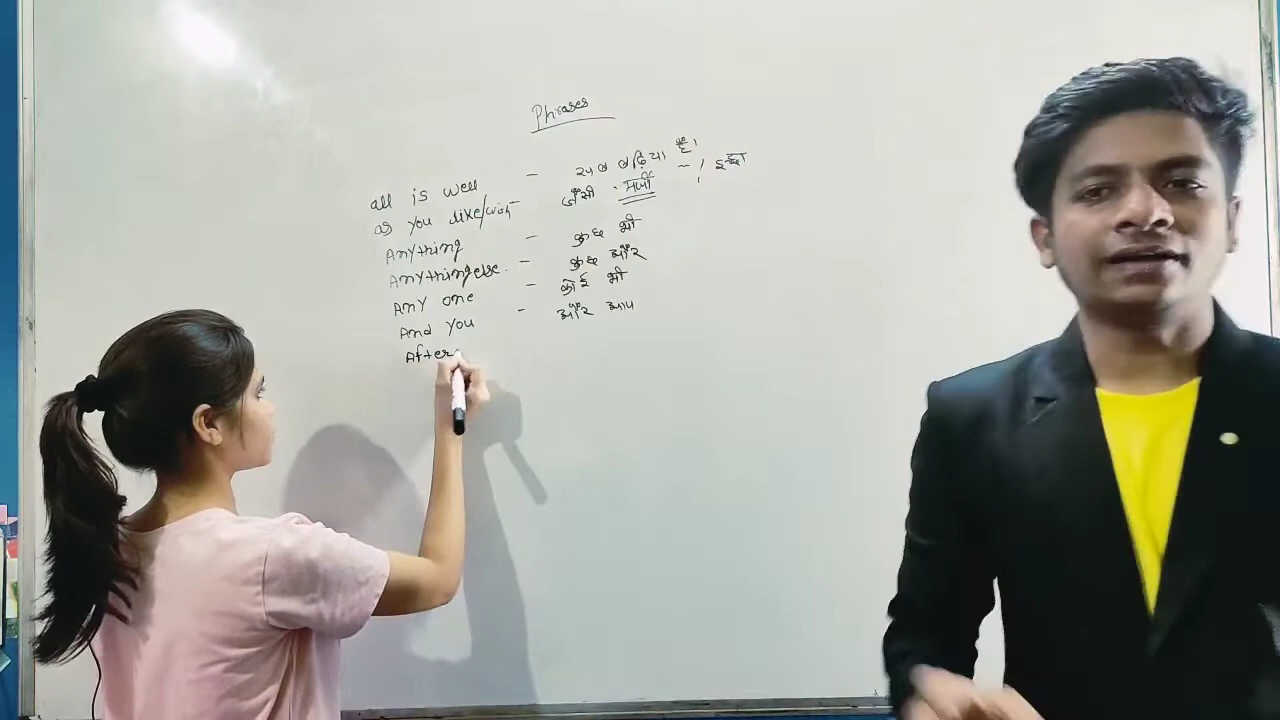 Phrases
all is well - सब बढ़िया है!
as you like/wish - जैसी मर्जी - / इच्छा
Anything - कुछ भी
Anything else. - कुछ और
Any one - कोई भी
And you - और आप
After